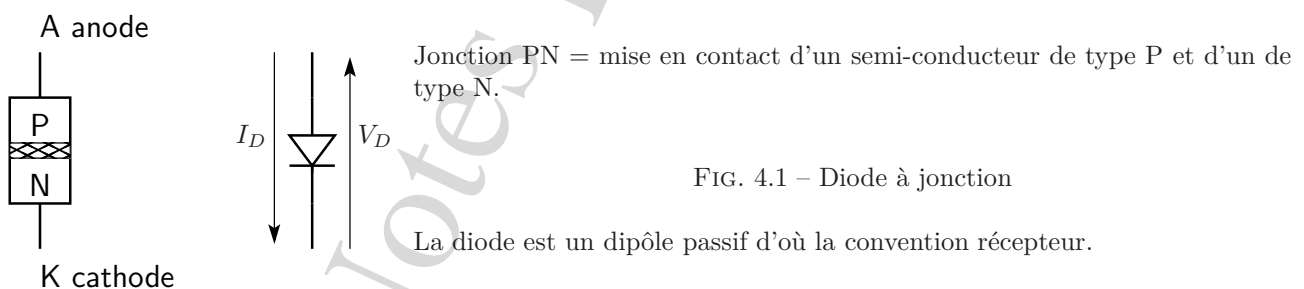 A anode
P
N
K cathode
I_D
V_D
Jonction PN = mise en contact d'un semi-conducteur de type P et d'un de
type N.
FIG. 4.1 – Diode à jonction
La diode est un dipôle passif d'où la convention récepteur.